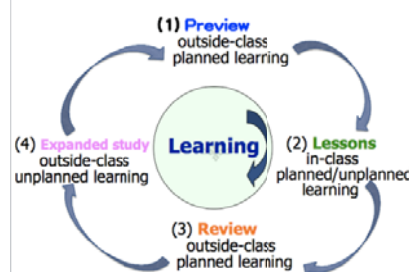 (1) Preview
outside-class
planned learning
(2) Lessons
in-class
planned/unplanned
learning
(3) Review
outside-class
planned learning
(4) Expanded study
outside-class
unplanned learning
Learning